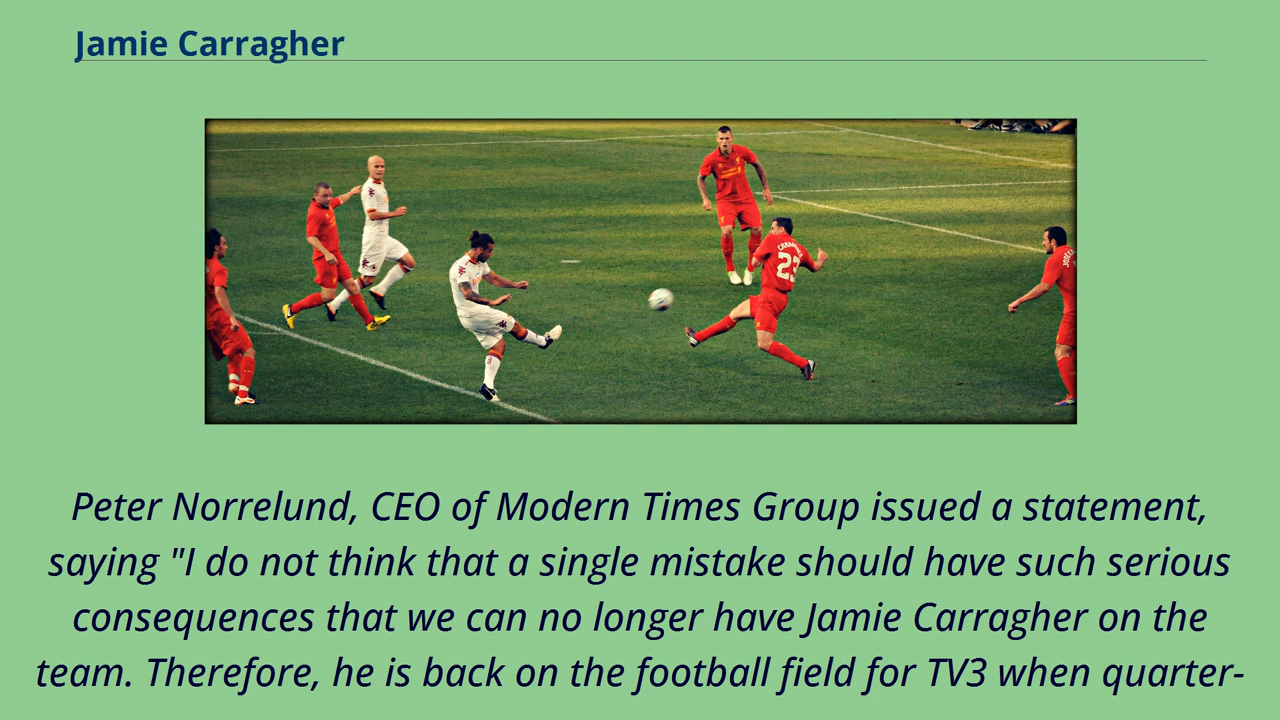 Jamie Carragher
23
Peter Norrelund, CEO of Modern Times Group issued a statement,
saying "I do not think that a single mistake should have such serious
consequences that we can no longer have Jamie Carragher on the
team. Therefore, he is back on the football field for TV3 when quarter-